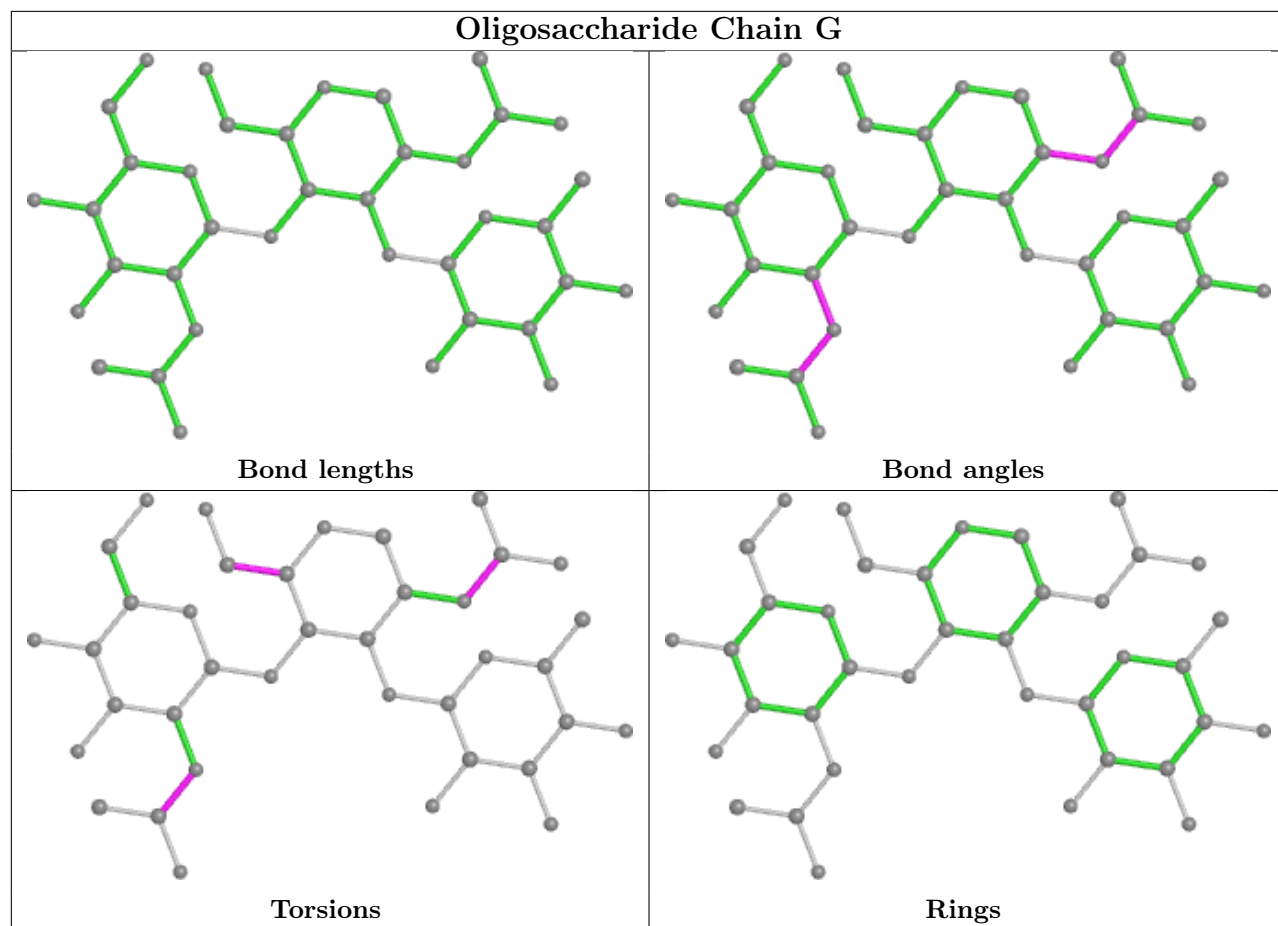 Oligosaccharide Chain G
Bond lengths
Bond angles
Torsions
Rings